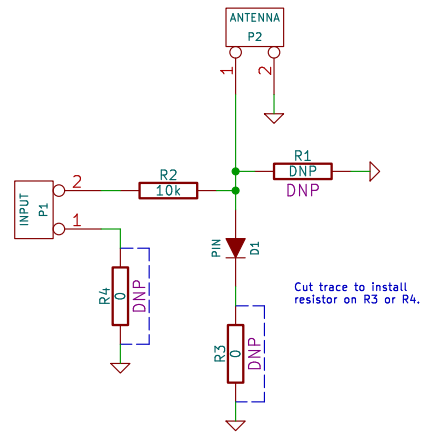 ANTENNA
P2
1
2
R1
DNP
DNP
R2
10k
2
1
INPUT
P1
PIN
D1
Cut trace to install
resistor on R3 or R4.
R4
0
DNP
R3
0
DNP